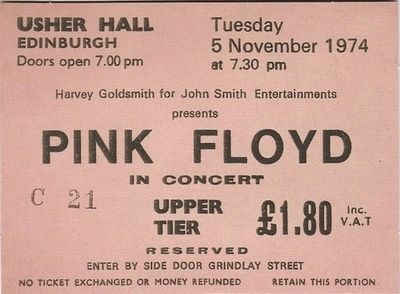 USHER HALL
EDINBURGH
Doors open 7.00 pm
Tuesday
5 November 1974
at 7.30 pm
Harvey Goldsmith for John Smith Entertainments
presents
PINK FLOYD
IN CONCERT
C 21
UPPER
TIER
£1.80 Inc.
V.A.T
RESERVED
ENTER BY SIDE DOOR GRINDLAY STREET
NO TICKET EXCHANGED OR MONEY REFUNDED RETAIN THIS PORTION